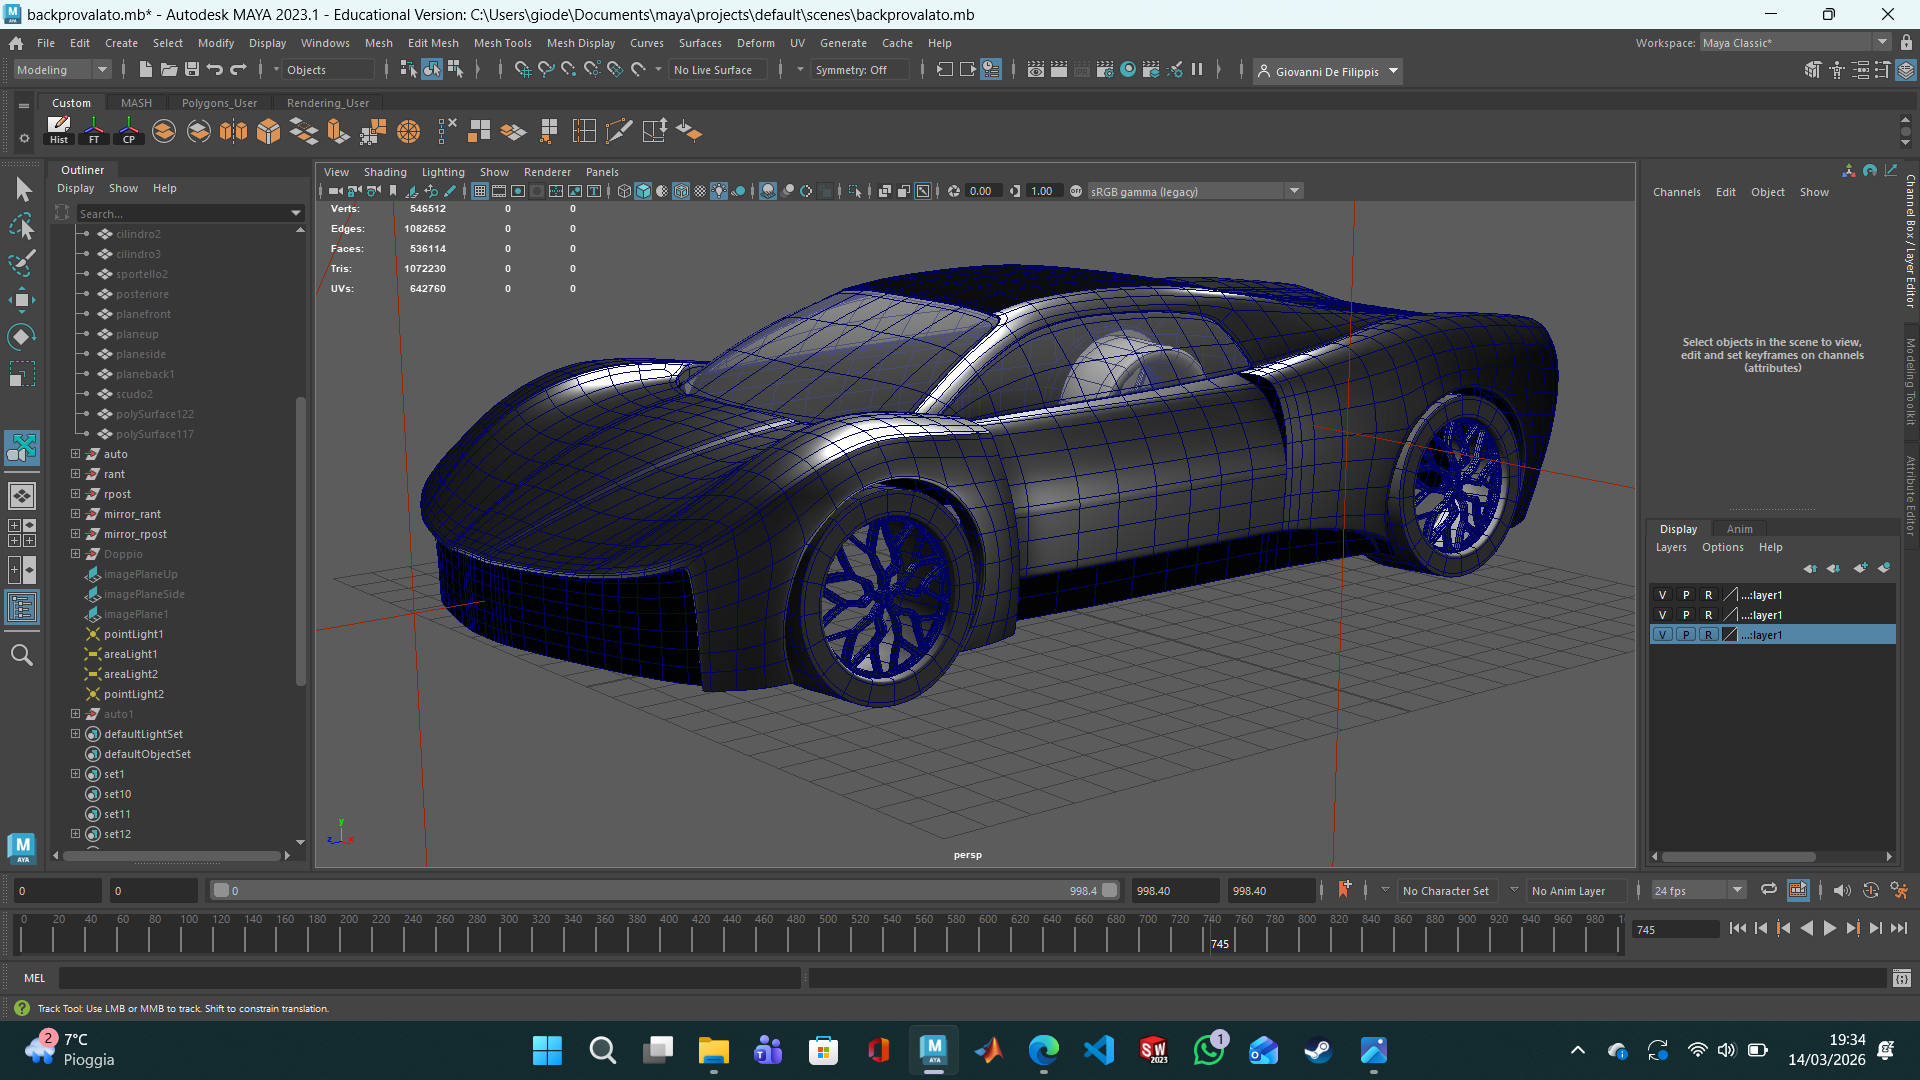 backprovalato.mb* - Autodesk MAYA 2023.1 - Educational Version: C:\Users\giode\Documents\maya\projects\default\scenes\backprovalato.mb
File Edit Create Select Modify Display Windows Mesh Edit Mesh Mesh Tools Mesh Display Curves Surfaces Deform UV Generate Cache Help
Workspace: Maya Classic*
Modeling
Objects
No Live Surface
Symmetry: Off
Giovanni De Filippis
Custom MASH Polygons_User Rendering_User
Hist FT CP
Outliner
Display Show Help
Search...
cilindro2
cilindro3
sportello2
posteriore
planefront
planeup
planeside
planeback1
scudo2
polySurface122
polySurface117
auto
rant
rpost
mirror_rant
mirror_rpost
Doppio
imagePlaneUp
imagePlaneSide
imagePlane1
pointLight1
areaLight1
areaLight2
pointLight2
auto1
defaultLightSet
defaultObjectSet
set1
set10
set11
set12
View Shading Lighting Show Renderer Panels
0.00 1.00 sRGB gamma (legacy)
Verts: 546512 0 0
Edges: 1082652 0 0
Faces: 536114 0 0
Tris: 1072230 0 0
UVs: 642760 0 0
y
z x
persp
Channels Edit Object Show
Select objects in the scene to view,
edit and set keyframes on channels
(attributes)
Channel Box / Layer Editor
Modeling Toolkit
Attribute Editor
Display Anim
Layers Options Help
V P R ...:layer1
V P R ...:layer1
V P R ...:layer1
0 0 0 998.4 998.40 998.40 No Character Set No Anim Layer 24 fps
0 20 40 60 80 100 120 140 160 180 200 220 240 260 280 300 320 340 360 380 400 420 440 460 480 500 520 540 560 580 600 620 640 660 680 700 720 740 760 780 800 820 840 860 880 900 920 940 960 980
745
745
MEL
Track Tool: Use LMB or MMB to track. Shift to constrain translation.
M
AYA
2
7°C
Pioggia
M
AYA
SW
2023
1
19:34
14/03/2026